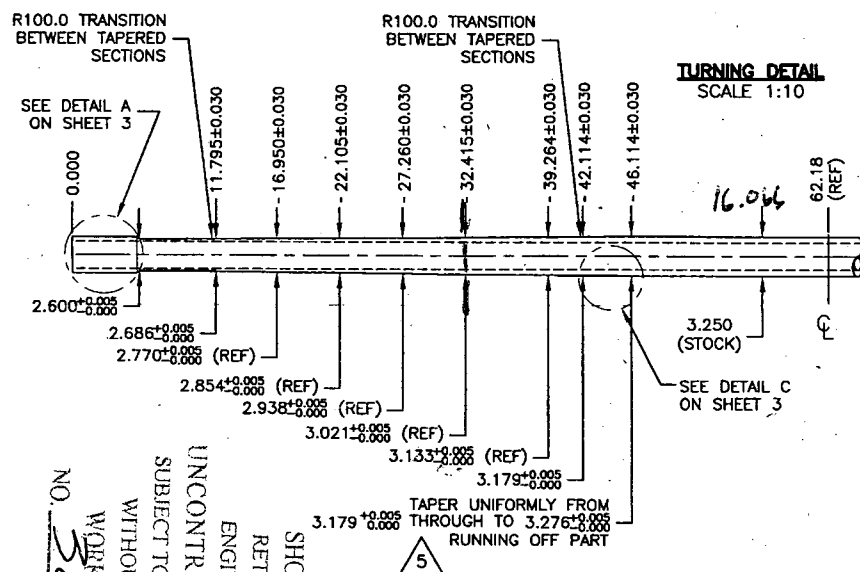 R100.0 TRANSITION
BETWEEN TAPERED
SECTIONS
R100.0 TRANSITION
BETWEEN TAPERED
SECTIONS
TURNING DETAIL
SCALE 1:10
SEE DETAIL A
ON SHEET 3
0.000
11.795±0.030
16.950±0.030
22.105±0.030
27.260±0.030
32.415±0.030
39.264±0.030
42.114±0.030
46.114±0.030
16.066
62.18
(REF)
2.600 +0.005 -0.000
2.686 +0.005 -0.000
2.770 +0.005 -0.000 (REF)
2.854 +0.005 -0.000 (REF)
2.938 +0.005 -0.000 (REF)
3.021 +0.005 -0.000 (REF)
3.133 +0.005 -0.000 (REF)
3.179 +0.005 -0.000
3.250
(STOCK)
SEE DETAIL C
ON SHEET 3
TAPER UNIFORMLY FROM
3.179 +0.005 -0.000 THROUGH TO 3.276 +0.005 -0.000
RUNNING OFF PART
5
SHO
RET
ENGI
UNCONTR
SUBJECT TO
WITHOU
WORK
NO.